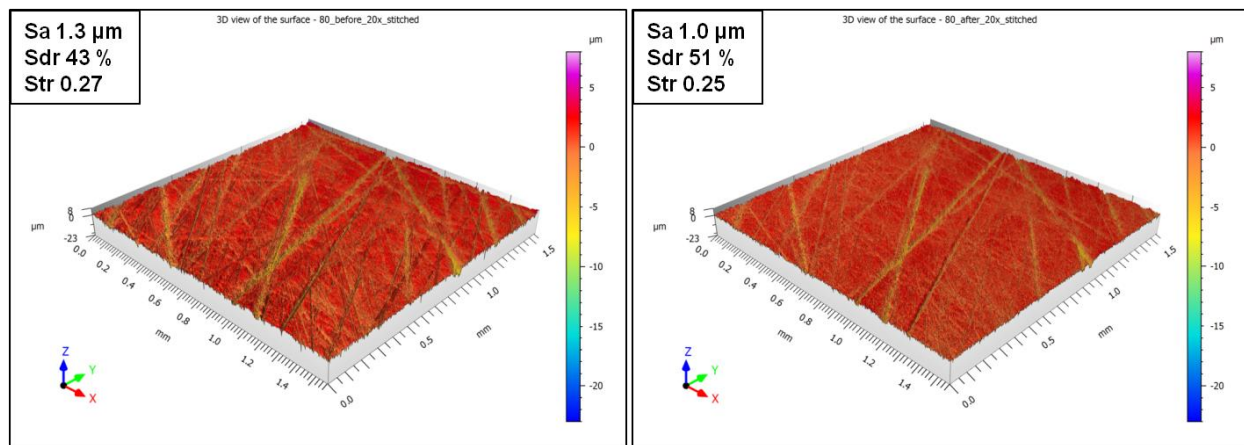 3D view of the surface - 80_before_20x_stitched
Sa 1.3 µm
Sdr 43 %
Str 0.27
µm
5
0
-5
-10
-15
-20
8
0
-23
µm
0.0
0.2
0.4
0.6
0.8
1.0
1.2
1.4
mm
0.0
0.5
1.0
1.5
mm
Z
Y
X
3D view of the surface - 80_after_20x_stitched
Sa 1.0 µm
Sdr 51 %
Str 0.25
µm
5
0
-5
-10
-15
-20
8
0
-23
µm
0.0
0.2
0.4
0.6
0.8
1.0
1.2
1.4
mm
0.0
0.5
1.0
1.5
mm
Z
Y
X